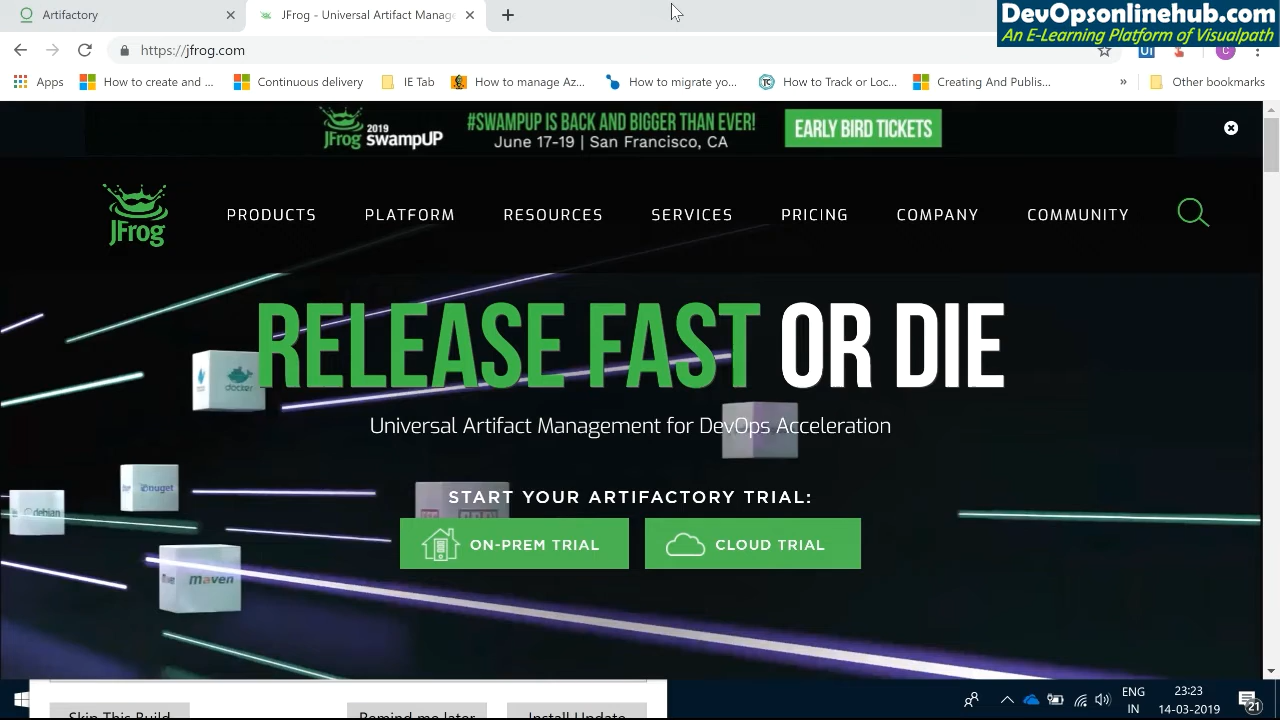 Artifactory
JFrog - Universal Artifact Manage
DevOpsonlinehub.com
An E-Learning Platform of Visualpath
https://jfrog.com
Apps
How to create and ...
Continuous delivery
IE Tab
How to manage Az...
How to migrate yo...
How to Track or Loc...
Creating And Publis...
»
Other bookmarks
JFrog 2019 swampUP
#SWAMPUP IS BACK AND BIGGER THAN EVER!
June 17-19 | San Francisco, CA
EARLY BIRD TICKETS
JFrog
PRODUCTS
PLATFORM
RESOURCES
SERVICES
PRICING
COMPANY
COMMUNITY
RELEASE FAST OR DIE
docker
Universal Artifact Management for DevOps Acceleration
nuget
debian
START YOUR ARTIFACTORY TRIAL:
ON-PREM TRIAL
CLOUD TRIAL
maven
Skip This Build
Remind me later
Install Update
ENG
IN
23:23
14-03-2019
21